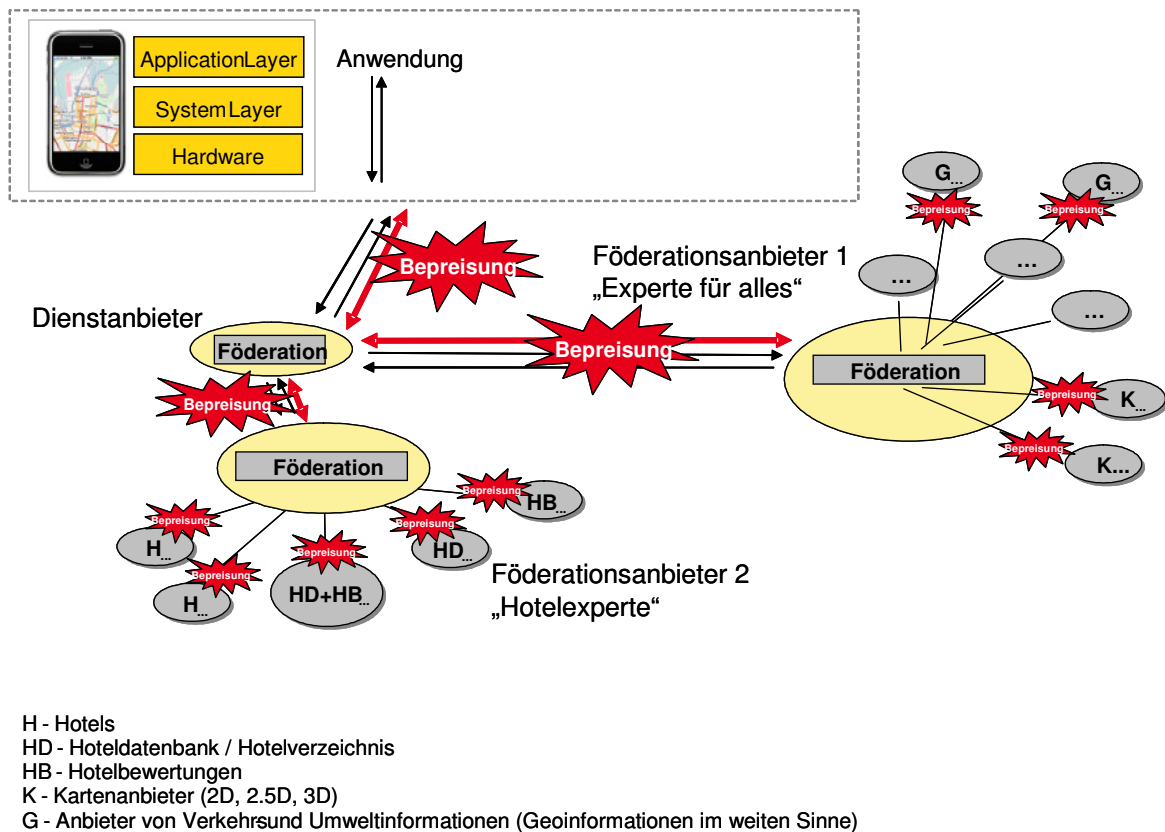 ApplicationLayer
Anwendung
System Layer
Hardware
G...
Bepreisung
G...
Bepreisung
Bepreisung
Föderationsanbieter 1
„Experte für alles“
...
...
...
Dienstanbieter
Föderation
Bepreisung
Föderation
Bepreisung
Bepreisung
K...
Bepreisung
K...
Föderation
Bepreisung
HB...
Bepreisung
H...
Bepreisung
HD...
Bepreisung
HD+HB...
Bepreisung
H...
Föderationsanbieter 2
„Hotelexperte“
H - Hotels
HD - Hoteldatenbank / Hotelverzeichnis
HB - Hotelbewertungen
K - Kartenanbieter (2D, 2.5D, 3D)
G - Anbieter von Verkehrsund Umweltinformationen (Geoinformationen im weiten Sinne)